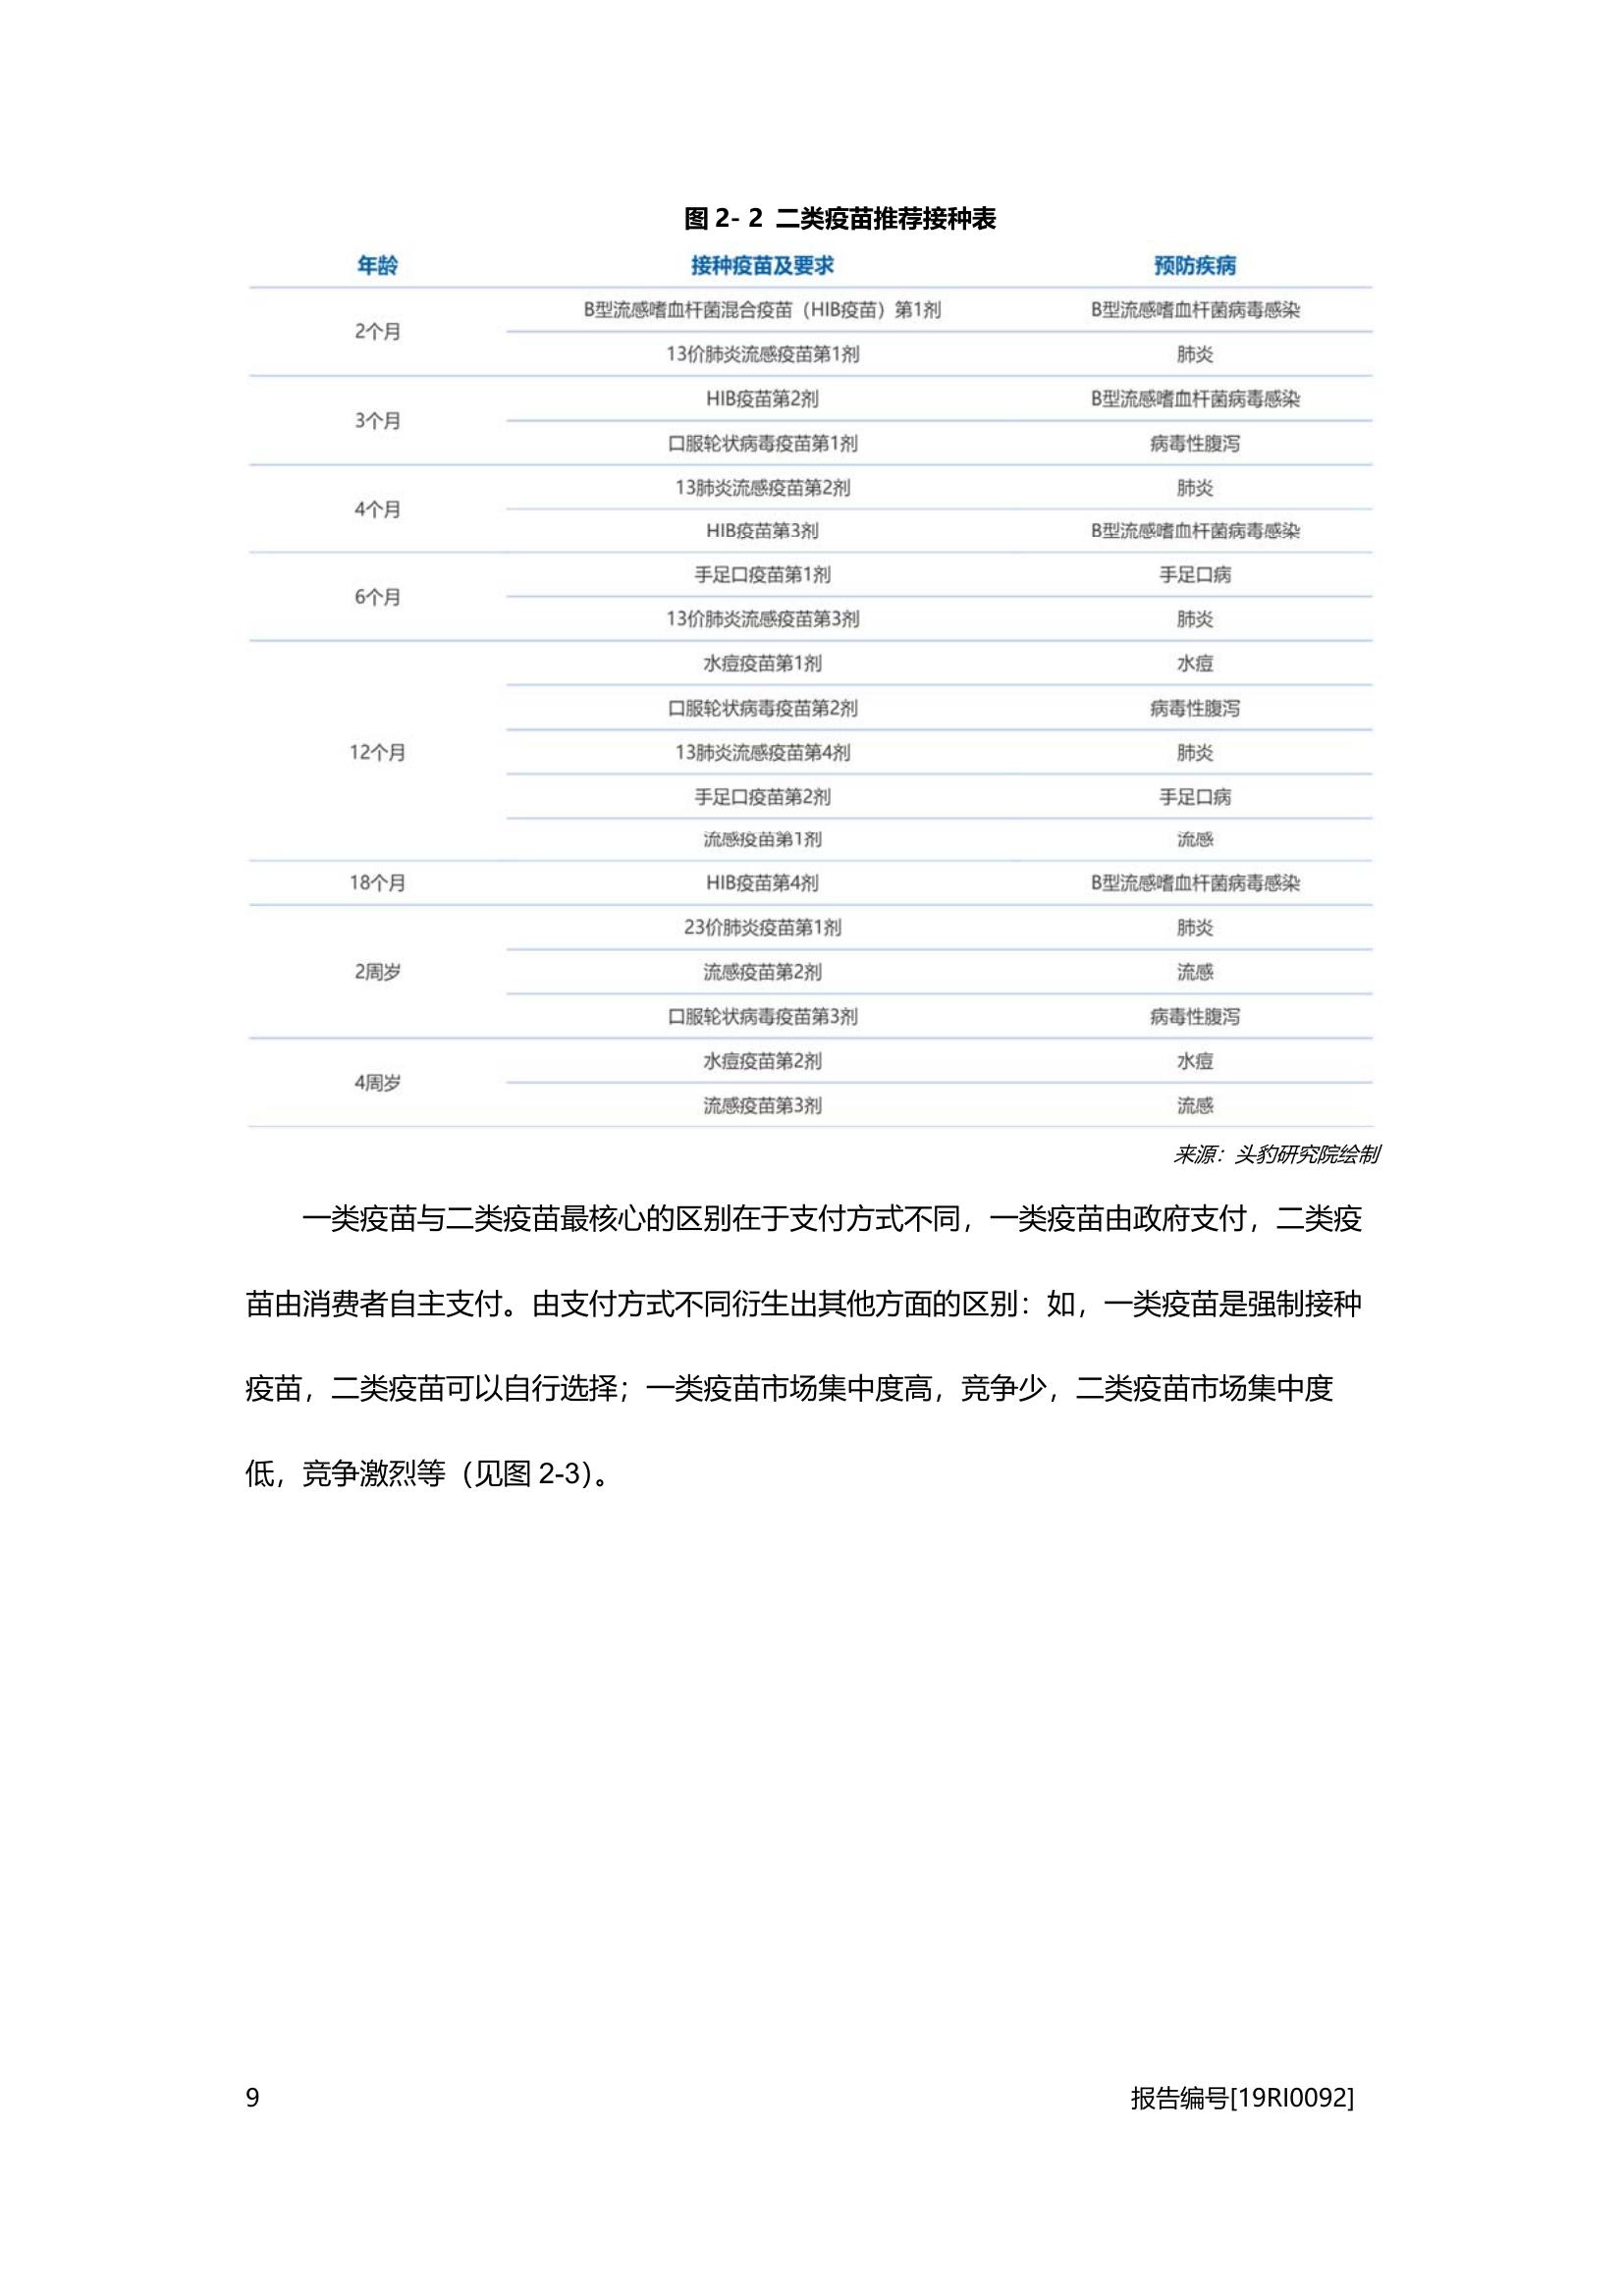 图 2- 2 二类疫苗推荐接种表
年龄 接种疫苗及要求 预防疾病
2个月
B型流感嗜血杆菌混合疫苗（HIB疫苗）第1剂 B型流感嗜血杆菌病毒感染
13价肺炎流感疫苗第1剂 肺炎
3个月
HIB疫苗第2剂 B型流感嗜血杆菌病毒感染
口服轮状病毒疫苗第1剂 病毒性腹泻
4个月
13肺炎流感疫苗第2剂 肺炎
HIB疫苗第3剂 B型流感嗜血杆菌病毒感染
6个月
手足口疫苗第1剂 手足口病
13价肺炎流感疫苗第3剂 肺炎
12个月
水痘疫苗第1剂 水痘
口服轮状病毒疫苗第2剂 病毒性腹泻
13肺炎流感疫苗第4剂 肺炎
手足口疫苗第2剂 手足口病
流感疫苗第1剂 流感
18个月 HIB疫苗第4剂 B型流感嗜血杆菌病毒感染
2周岁
23价肺炎疫苗第1剂 肺炎
流感疫苗第2剂 流感
口服轮状病毒疫苗第3剂 病毒性腹泻
4周岁
水痘疫苗第2剂 水痘
流感疫苗第3剂 流感
来源：头豹研究院绘制
一类疫苗与二类疫苗最核心的区别在于支付方式不同，一类疫苗由政府支付，二类疫
苗由消费者自主支付。由支付方式不同衍生出其他方面的区别：如，一类疫苗是强制接种
疫苗，二类疫苗可以自行选择；一类疫苗市场集中度高，竞争少，二类疫苗市场集中度
低，竞争激烈等（见图 2-3）。
9 报告编号[19RI0092]